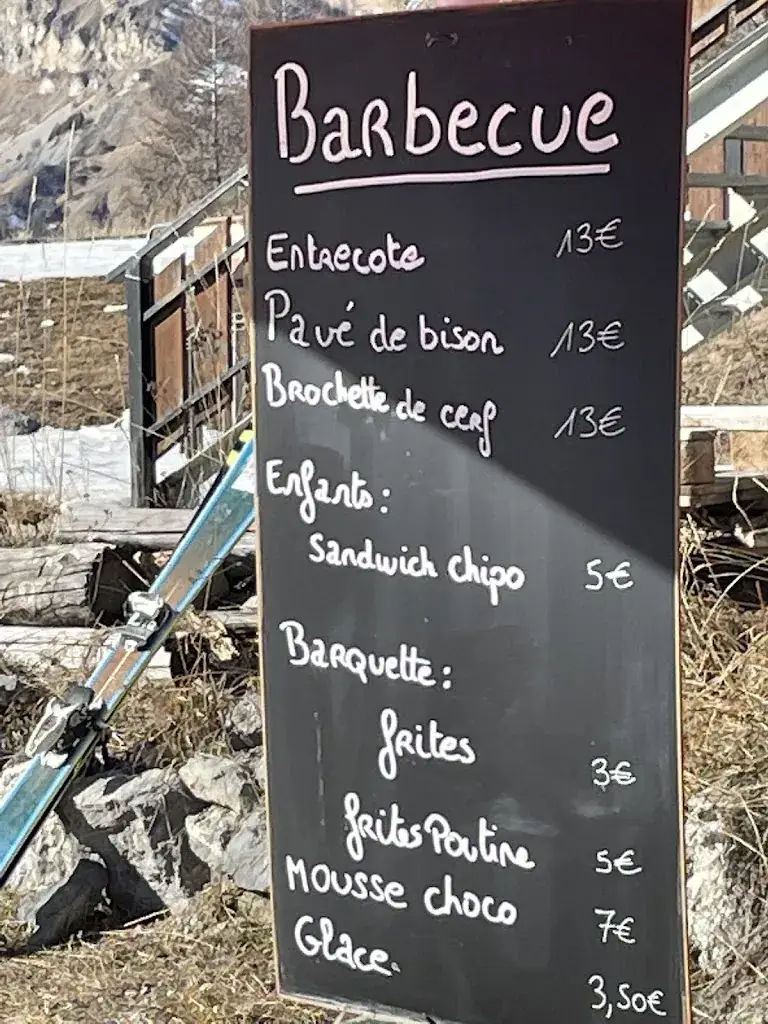 Barbecue
Entrecote 13€
Pavé de bison 13€
Brochette de cerf 13€
Enfants:
Sandwich chipo 5€
Barquette:
frites 3€
frites Poutine 5€
Mousse choco 7€
Glace. 3,50€